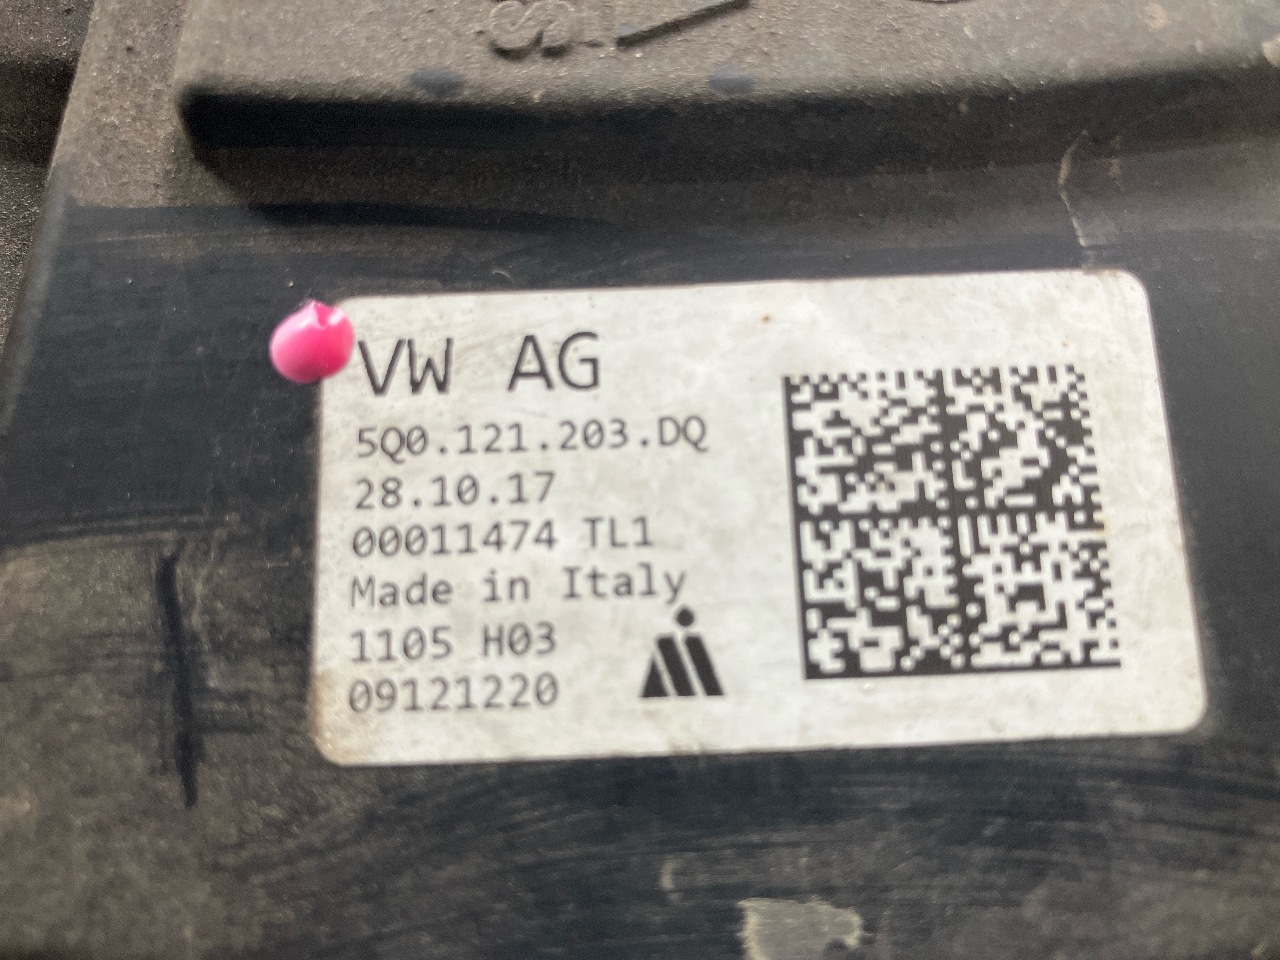 VW AG
5Q0.121.203.DQ
28.10.17
00011474 TL1
Made in Italy
1105 H03
09121220